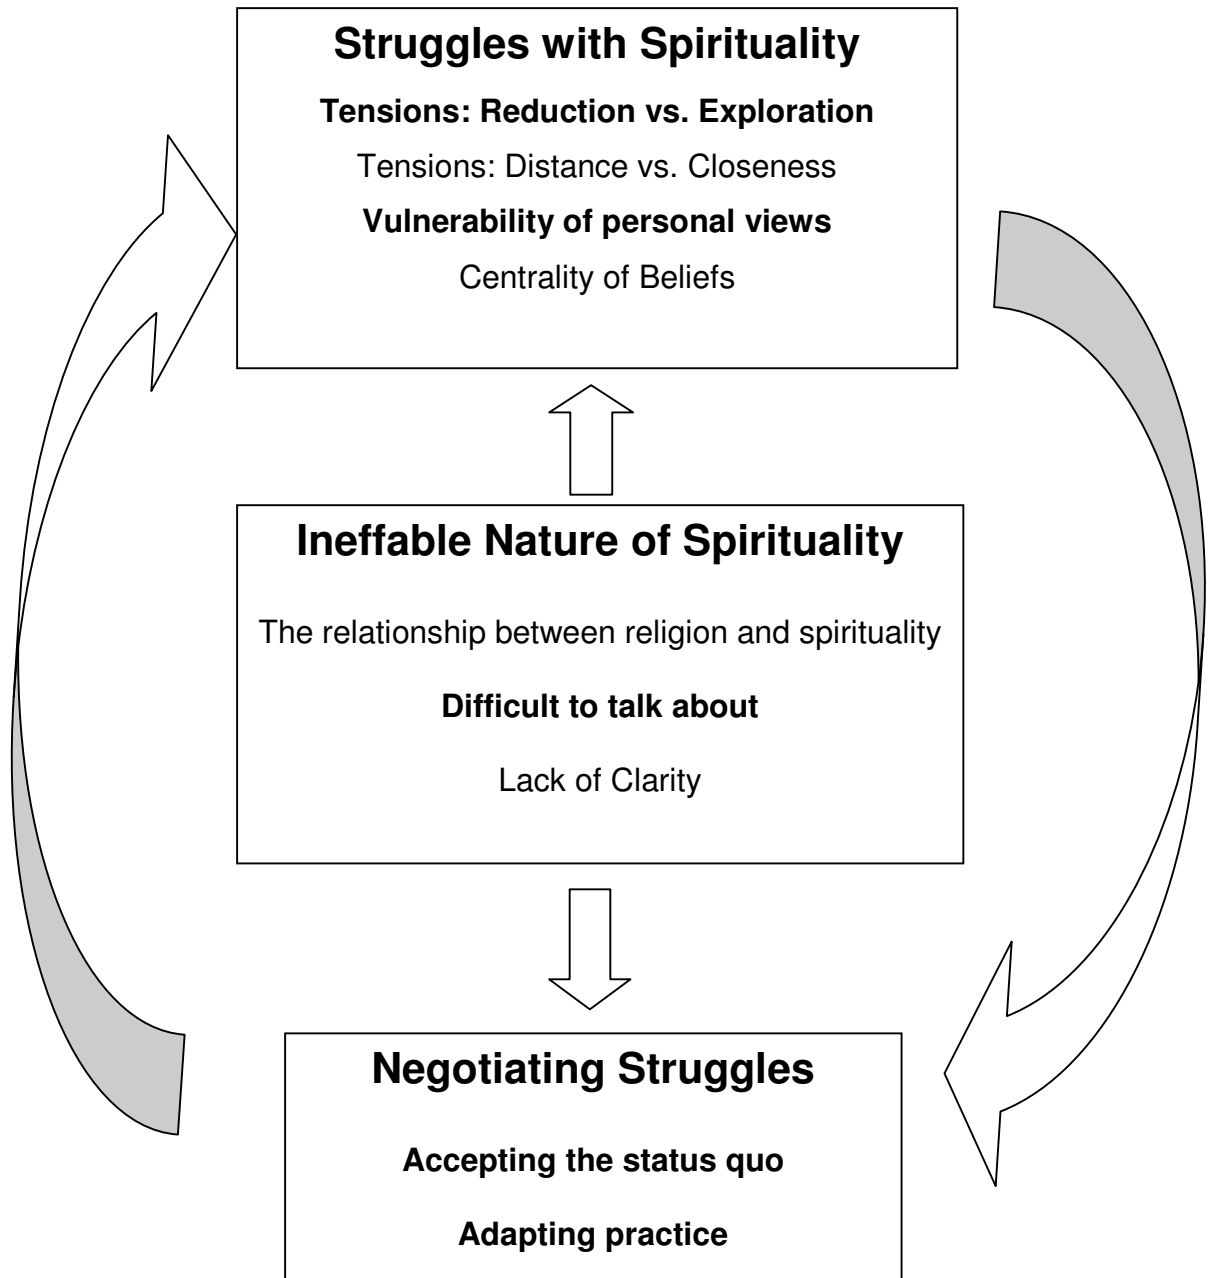 Struggles with Spirituality
Tensions: Reduction vs. Exploration
Tensions: Distance vs. Closeness
Vulnerability of personal views
Centrality of Beliefs
Ineffable Nature of Spirituality
The relationship between religion and spirituality
Difficult to talk about
Lack of Clarity
Negotiating Struggles
Accepting the status quo
Adapting practice